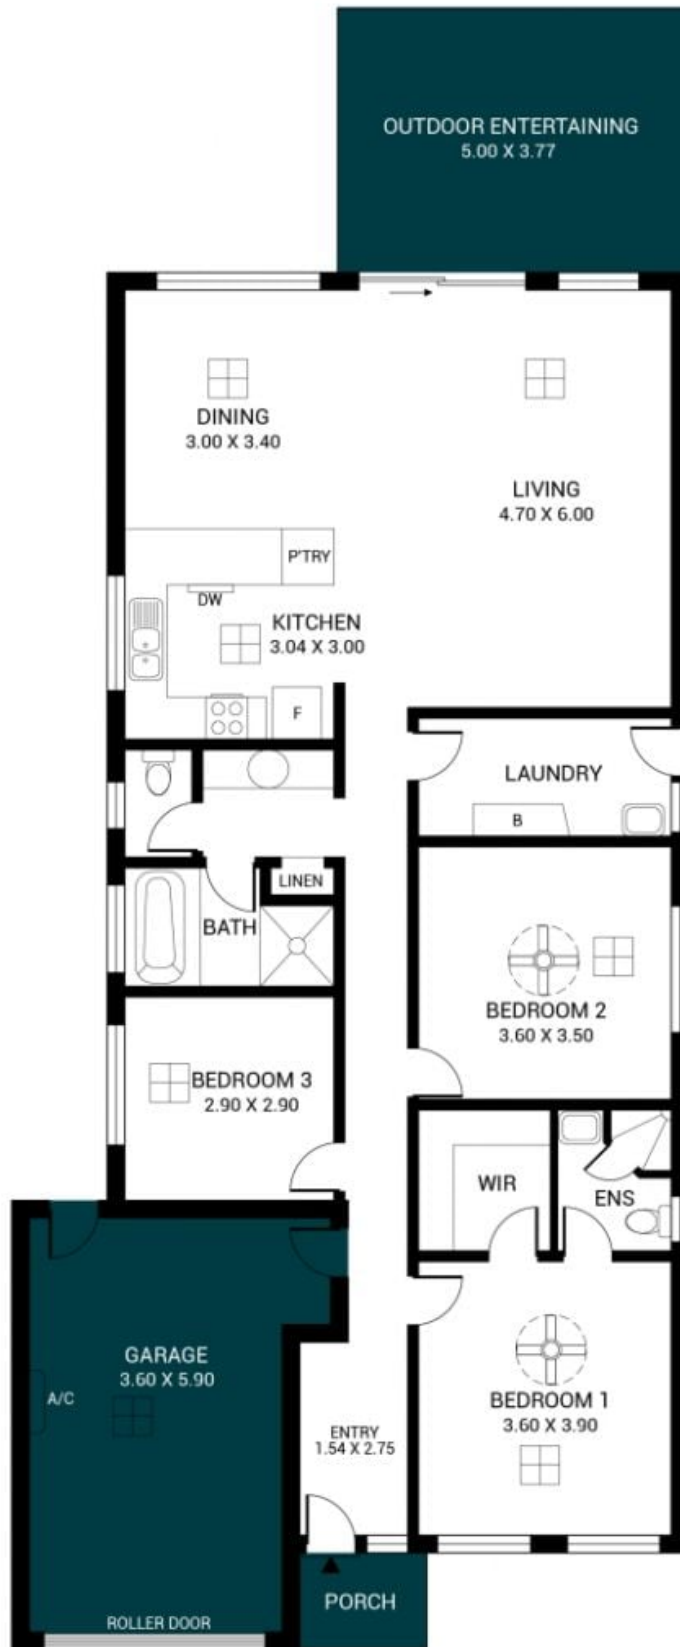 OUTDOOR ENTERTAINING
5.00 X 3.77
DINING
3.00 X 3.40
LIVING
4.70 X 6.00
P'TRY
DW
KITCHEN
3.04 X 3.00
F
LAUNDRY
B
LINEN
BATH
BEDROOM 2
3.60 X 3.50
BEDROOM 3
2.90 X 2.90
WIR
ENS
GARAGE
3.60 X 5.90
A/C
BEDROOM 1
3.60 X 3.90
ENTRY
1.54 X 2.75
PORCH
ROLLER DOOR